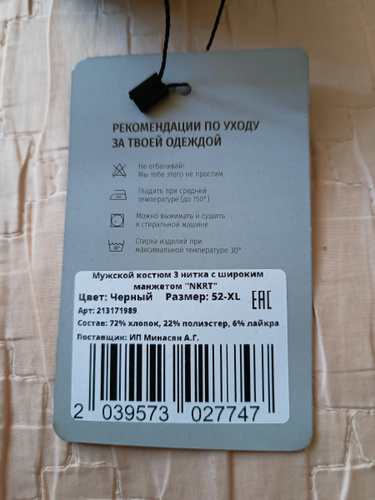 РЕКОМЕНДАЦИИ ПО УХОДУ
ЗА ТВОЕЙ ОДЕЖДОЙ
Не отбеливай!
Мы тебе этого не простим.
Гладить при средней
температуре (до 150°)
Можно выжимать и сушить
в стиральной машине
Стирка изделий при
максимальной температуре 30°
Мужской костюм 3 нитка с широким
манжетом "NKRT"
Цвет: Черный Размер: 52-XL
EAC
Арт: 213171989
Состав: 72% хлопок, 22% полиэстер, 6% лайкра
Поставщик: ИП Минасян А.Г.
2 039573 027747